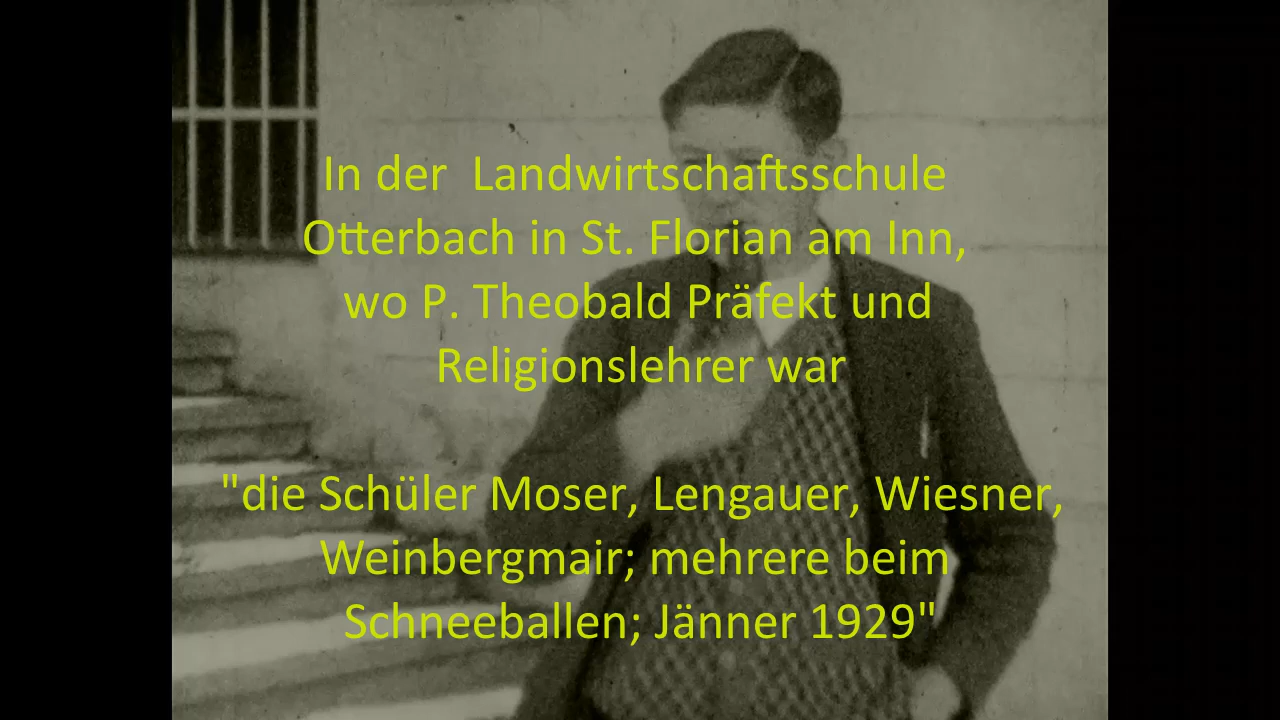 In der  Landwirtschaftsschule
Otterbach in St. Florian am Inn,
wo P. Theobald Präfekt und
Religionslehrer war
"die Schüler Moser, Lengauer, Wiesner,
Weinbergmair; mehrere beim
Schneeballen; Jänner 1929"